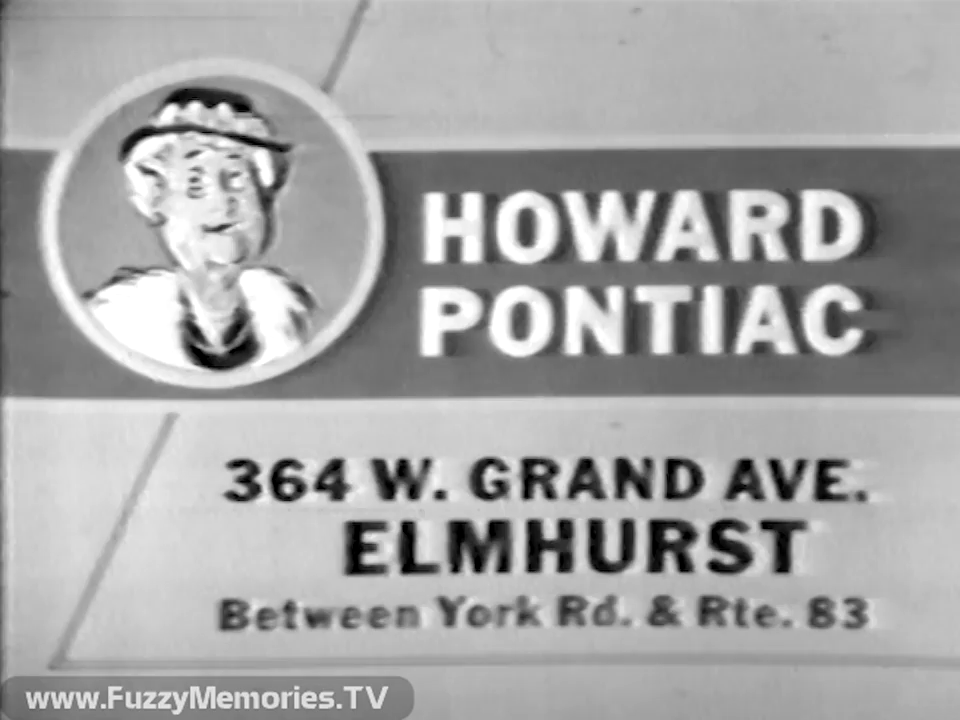 HOWARD
PONTIAC
364 W. GRAND AVE.
ELMHURST
Between York Rd. & Rte. 83
www.FuzzyMemories.TV